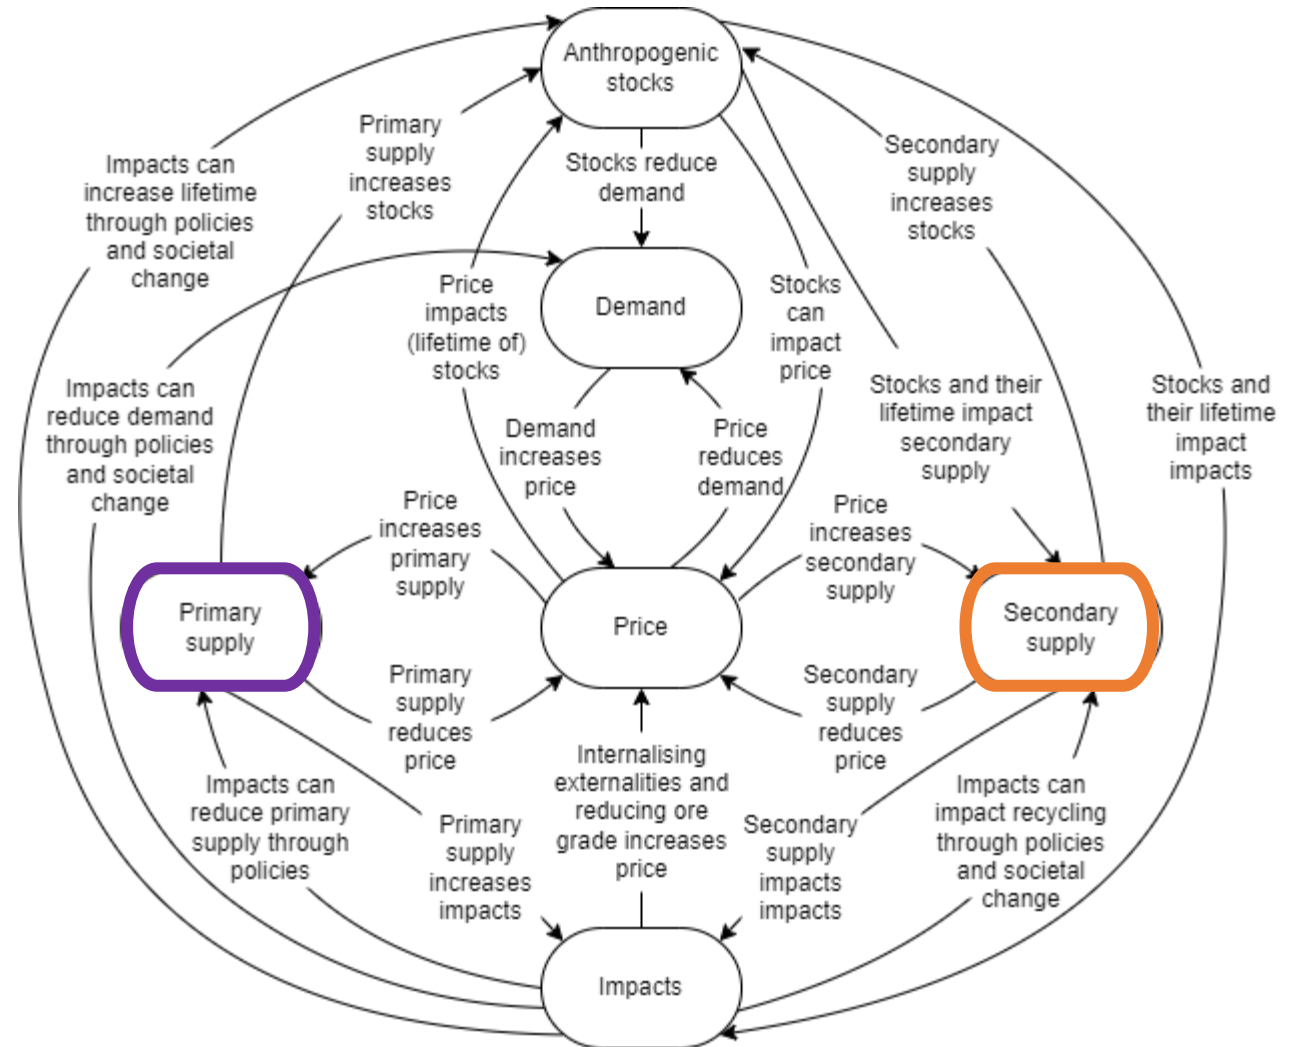 Anthropogenic
stocks
Primary
supply
increases
stocks
Impacts can
increase lifetime
through policies
and societal
change
Stocks reduce
demand
Secondary
supply
increases
stocks
Price
impacts
(lifetime of)
stocks
Demand
Stocks
can
impact
price
Impacts can
reduce demand
through policies
and societal
change
Stocks and their
lifetime impact
secondary
supply
Stocks and
their lifetime
impact
impacts
Demand
increases
price
Price
reduces
demand
Price
increases
primary
supply
Price
increases
secondary
supply
Primary
supply
Price
Secondary
supply
Primary
supply
reduces
price
Secondary
supply
reduces
price
Internalising
externalities and
reducing ore
grade increases
price
Impacts can
reduce primary
supply through
policies
Impacts can
impact recycling
through policies
and societal
change
Primary
supply
increases
impacts
Secondary
supply
impacts
impacts
Impacts